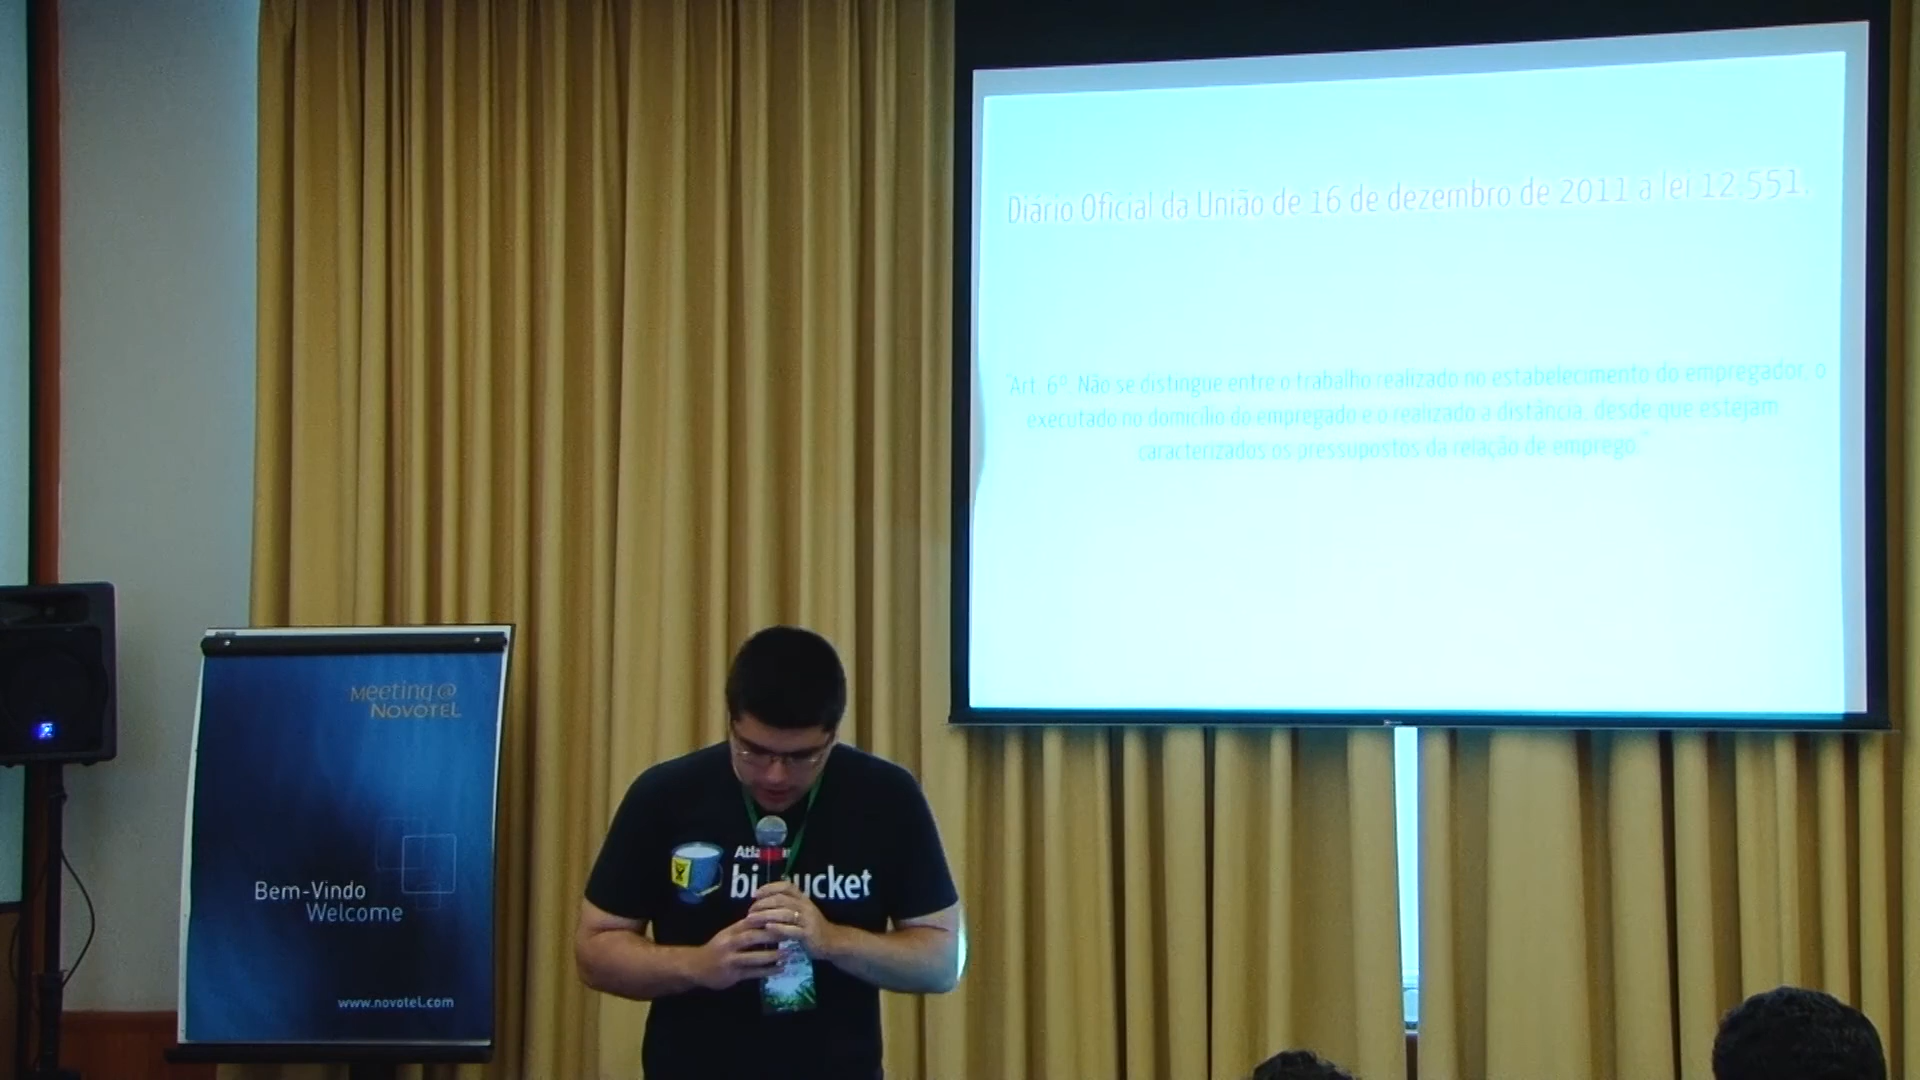 Diário Oficial da União de 16 de dezembro de 2011 a lei 12.551,
"Art. 6º. Não se distingue entre o trabalho realizado no estabelecimento do empregador, o
executado no domicílio do empregado e o realizado a distância, desde que estejam
caracterizados os pressupostos da relação de emprego."
Meeting@
NOVOTEL
Bem-Vindo
Welcome
www.novotel.com